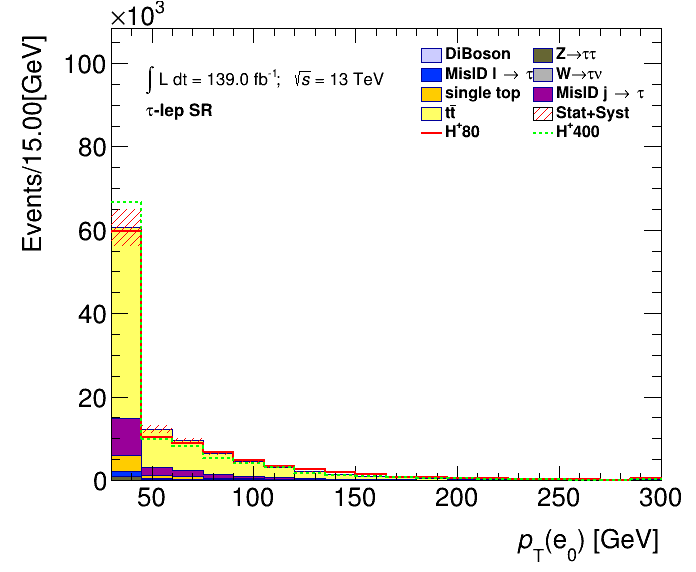 ×10³
Events/15.00[GeV]
∫ L dt = 139.0 fb⁻¹; √s = 13 TeV
τ-lep SR
DiBoson
MisID l → τ
single top
tt̄
H⁺80
Z→ττ
W→τν
MisID j → τ
Stat+Syst
H⁺400
100
80
60
40
20
0
50 100 150 200 250 300
p_T(e₀) [GeV]